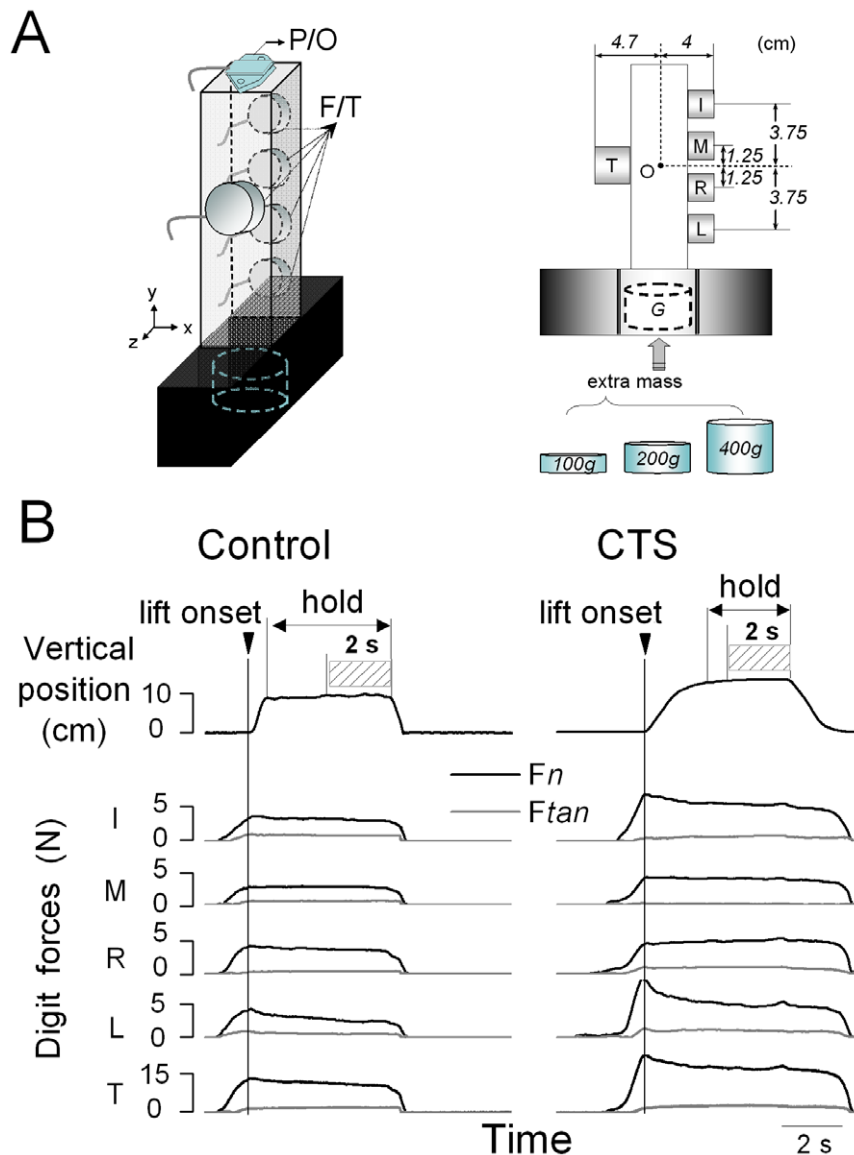 A
P/O
F/T
y
x
z
4.7 4 (cm)
I
M
T O
R
L
3.75
1.25
1.25
3.75
G
extra mass
100g 200g 400g
B
Control CTS
lift onset hold lift onset hold
2 s 2 s
Vertical position (cm)
10
0
Fn
Ftan
Digit forces (N)
I 5 0
M 5 0
R 5 0
L 5 0
T 15 0
Time
2 s